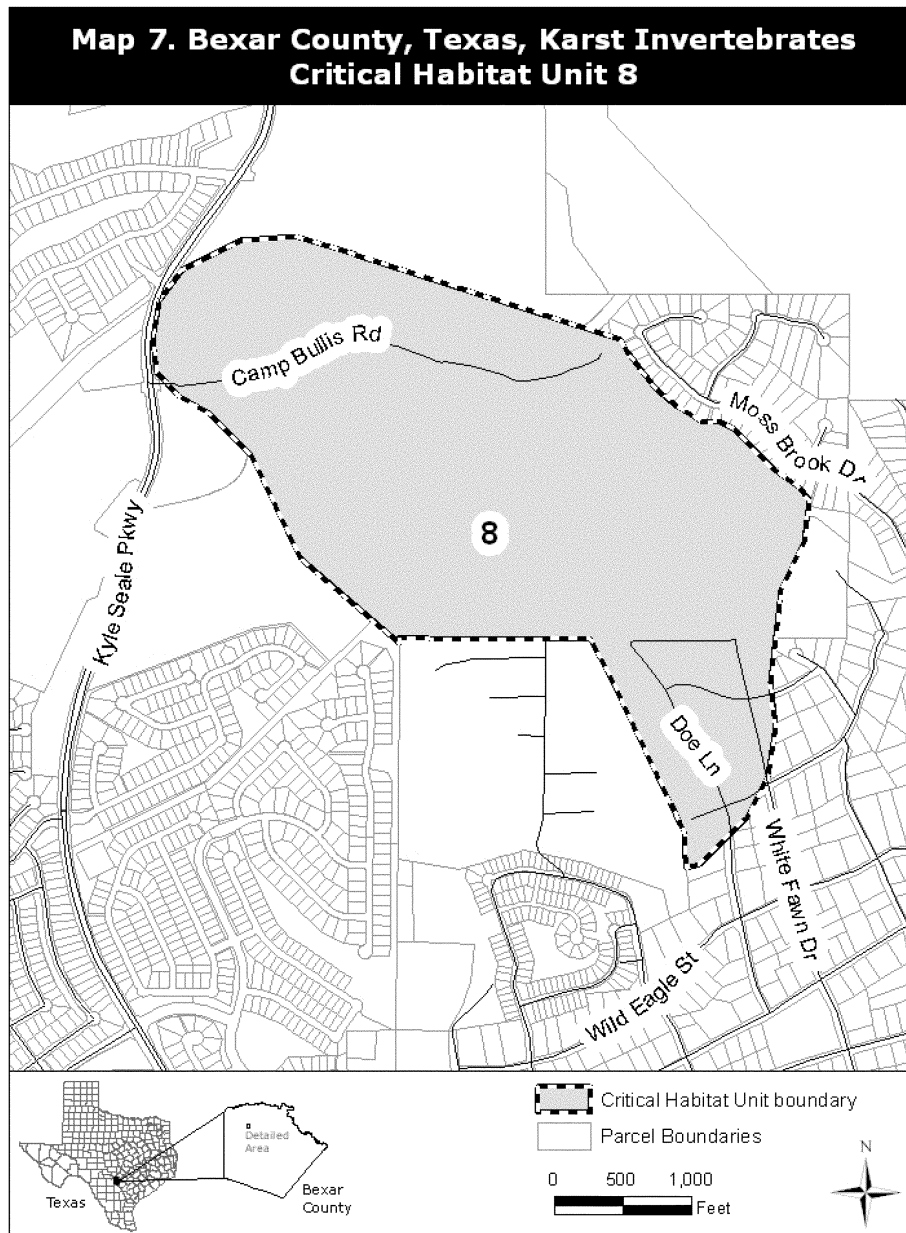 Map 7. Bexar County, Texas, Karst Invertebrates
Critical Habitat Unit 8
Camp Bullis Rd
Moss Brook Dr
8
Kyle Seale Pkwy
Doe Ln
White Fawn Dr
Wild Eagle St
Detailed
Area
Texas
Bexar
County
Critical Habitat Unit boundary
Parcel Boundaries
0 500 1,000
Feet
N